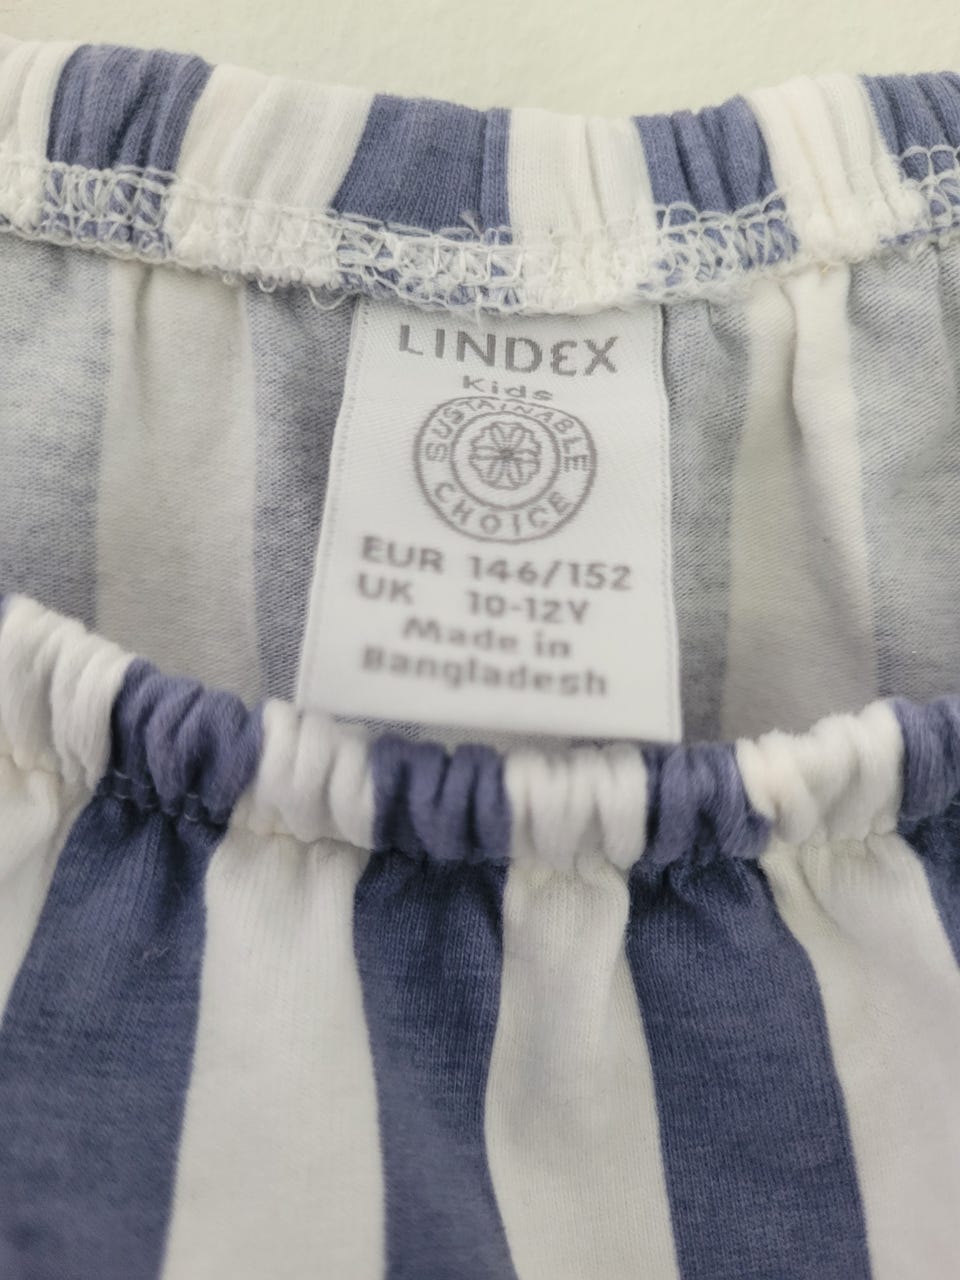 LINDEX
Kids
SUSTAINABLE
CHOICE
EUR 146/152
UK 10-12Y
Made in
Bangladesh